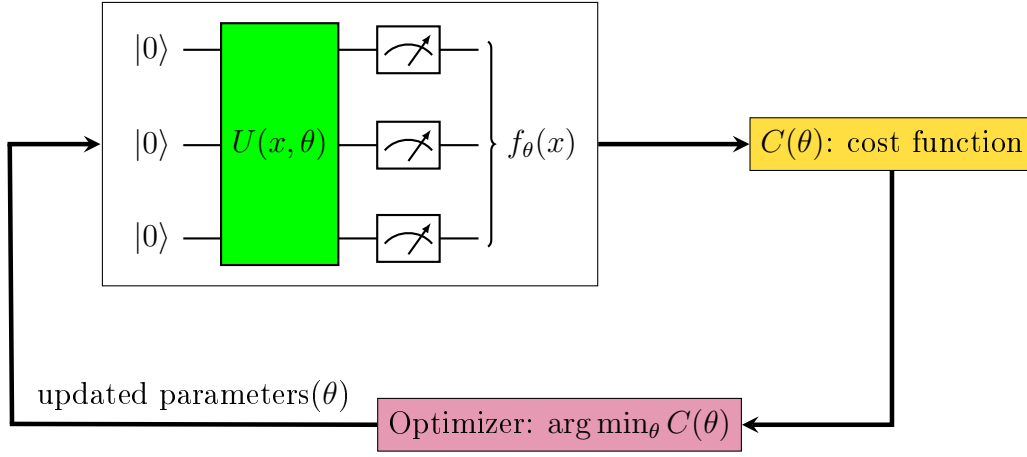 |0⟩
|0⟩
U(x, θ)
f_θ(x)
C(θ): cost function
|0⟩
updated parameters(θ)
Optimizer: arg min_θ C(θ)